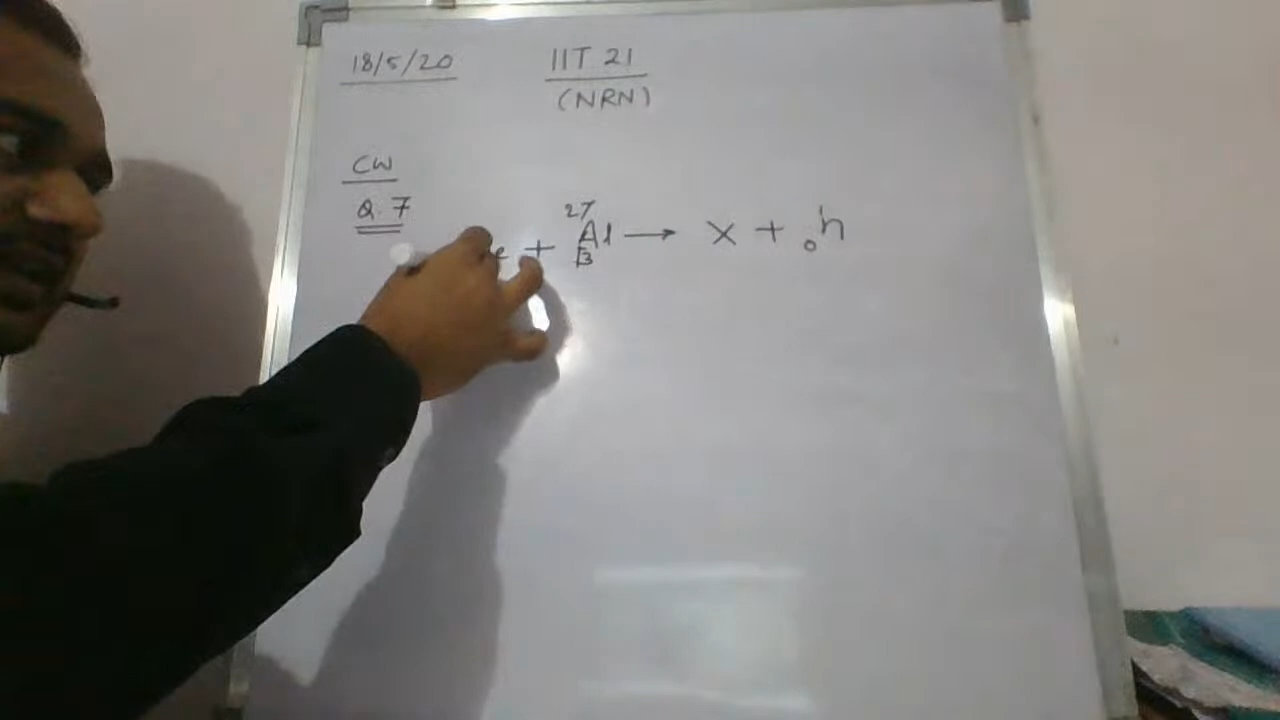 18/5/20 IIT 21
(NRN)
CW
Q.7
e + ²⁷₁₃Al → X + ₀n